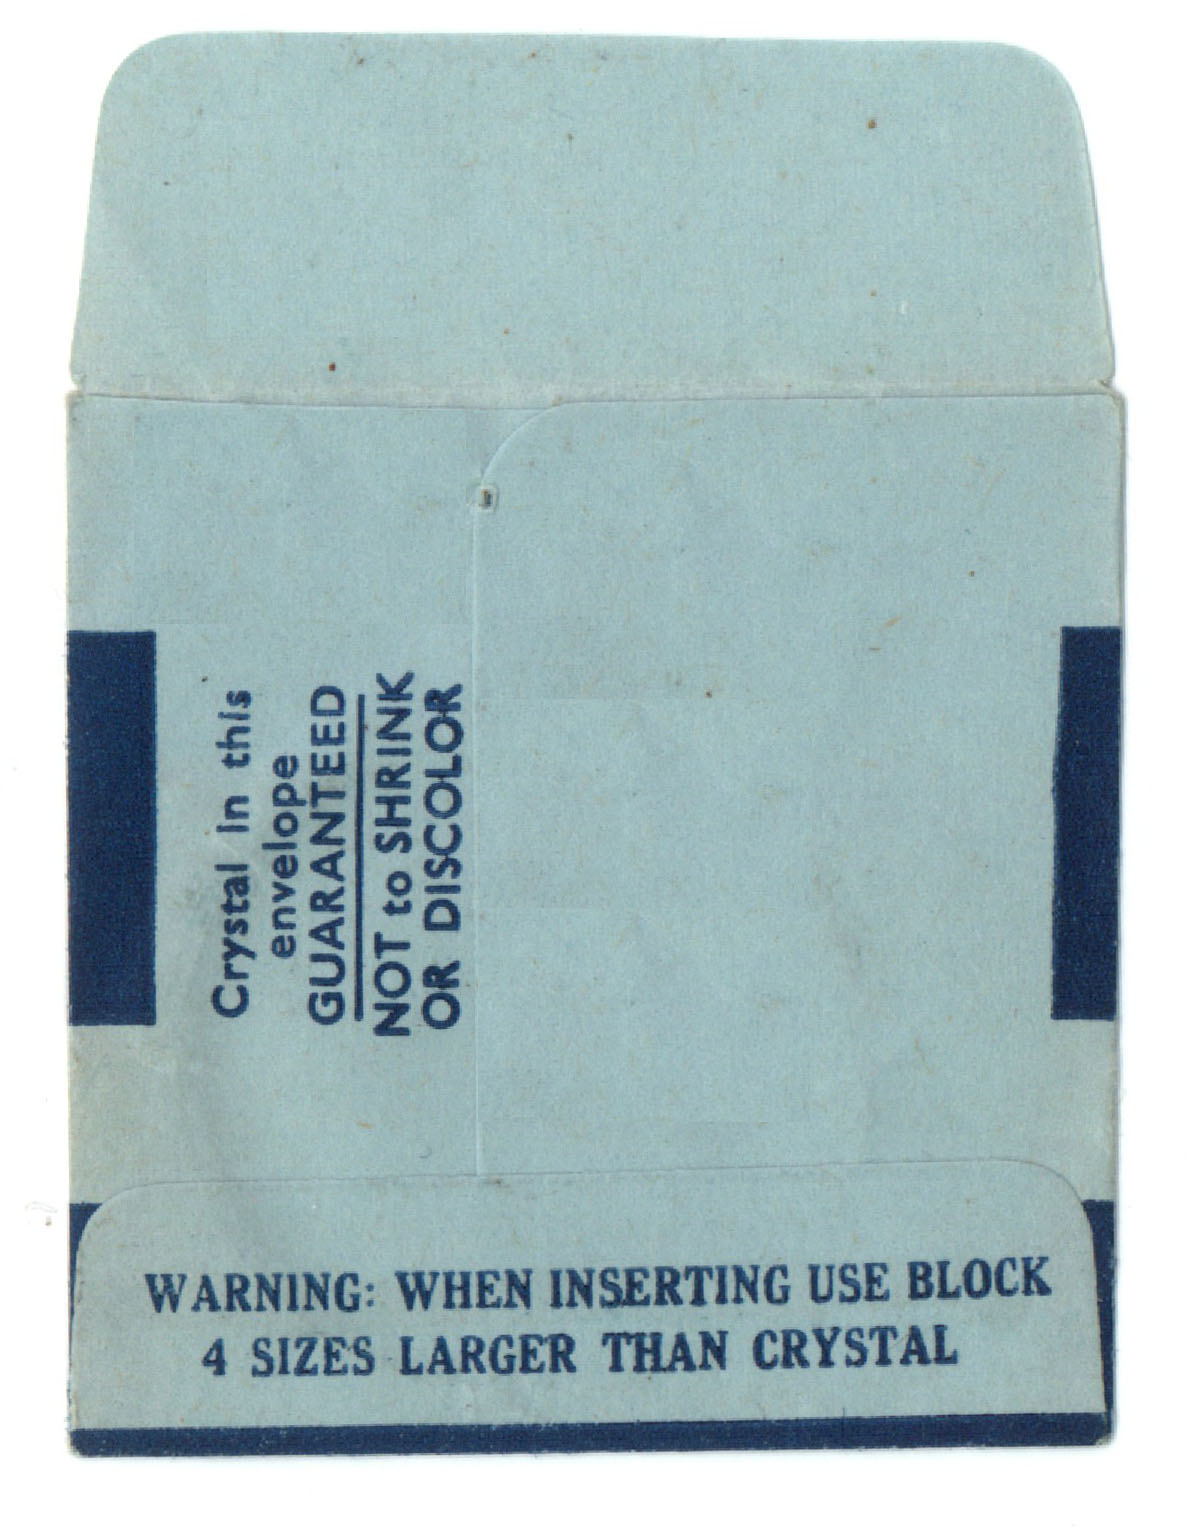 Crystal in this
envelope
GUARANTEED
NOT to SHRINK
OR DISCOLOR
WARNING: WHEN INSERTING USE BLOCK
4 SIZES LARGER THAN CRYSTAL